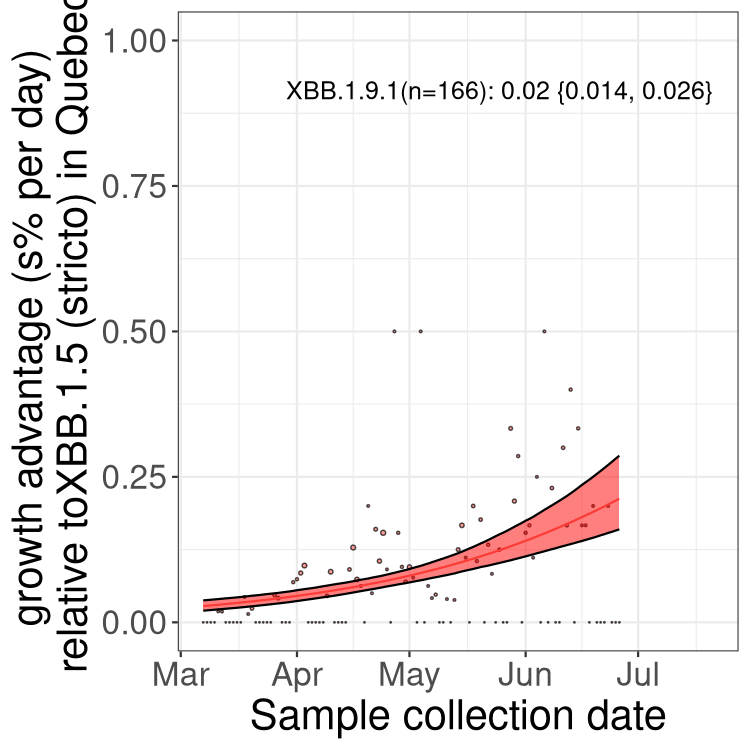 growth advantage (s% per day)
relative toXBB.1.5 (stricto) in Quebec
1.00
0.75
0.50
0.25
0.00
XBB.1.9.1(n=166): 0.02 {0.014, 0.026}
Mar Apr May Jun Jul
Sample collection date